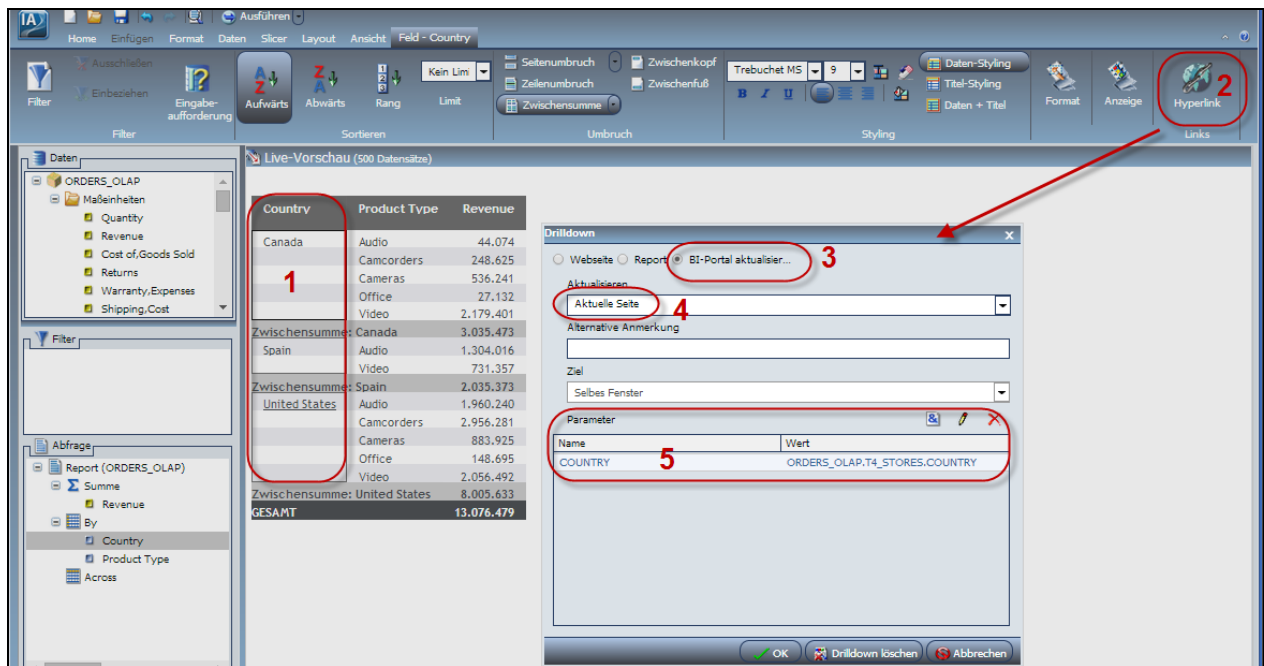 IA
Ausführen
Home Einfügen Format Daten Slicer Layout Ansicht Feld - Country
Filter
Ausschließen
Einbeziehen
Eingabe-
aufforderung
Filter
Aufwärts
Abwärts
Rang
Kein Limi
Limit
Sortieren
Seitenumbruch
Zeilenumbruch
Zwischensumme
Zwischenkopf
Zwischenfuß
Umbruch
Trebuchet MS 9
B I U
Daten-Styling
Titel-Styling
Daten + Titel
Styling
Format
Anzeige
Hyperlink
2
Links
Daten
ORDERS_OLAP
Maßeinheiten
Quantity
Revenue
Cost of,Goods Sold
Returns
Warranty,Expenses
Shipping,Cost
Filter
Abfrage
Report (ORDERS_OLAP)
Summe
Revenue
By
Country
Product Type
Across
Live-Vorschau (500 Datensätze)
Country Product Type Revenue
Canada Audio 44.074
Camcorders 248.625
1 Cameras 536.241
Office 27.132
Video 2.179.401
Zwischensumme: Canada 3.035.473
Spain Audio 1.304.016
Video 731.357
Zwischensumme: Spain 2.035.373
United States Audio 1.960.240
Camcorders 2.956.281
Cameras 883.925
Office 148.695
Video 2.056.492
Zwischensumme: United States 8.005.633
GESAMT 13.076.479
Drilldown x
Webseite Report BI-Portal aktualisier... 3
Aktualisieren
Aktuelle Seite 4
Alternative Anmerkung
Ziel
Selbes Fenster
Parameter
Name Wert
COUNTRY 5 ORDERS_OLAP.T4_STORES.COUNTRY
OK Drilldown löschen Abbrechen